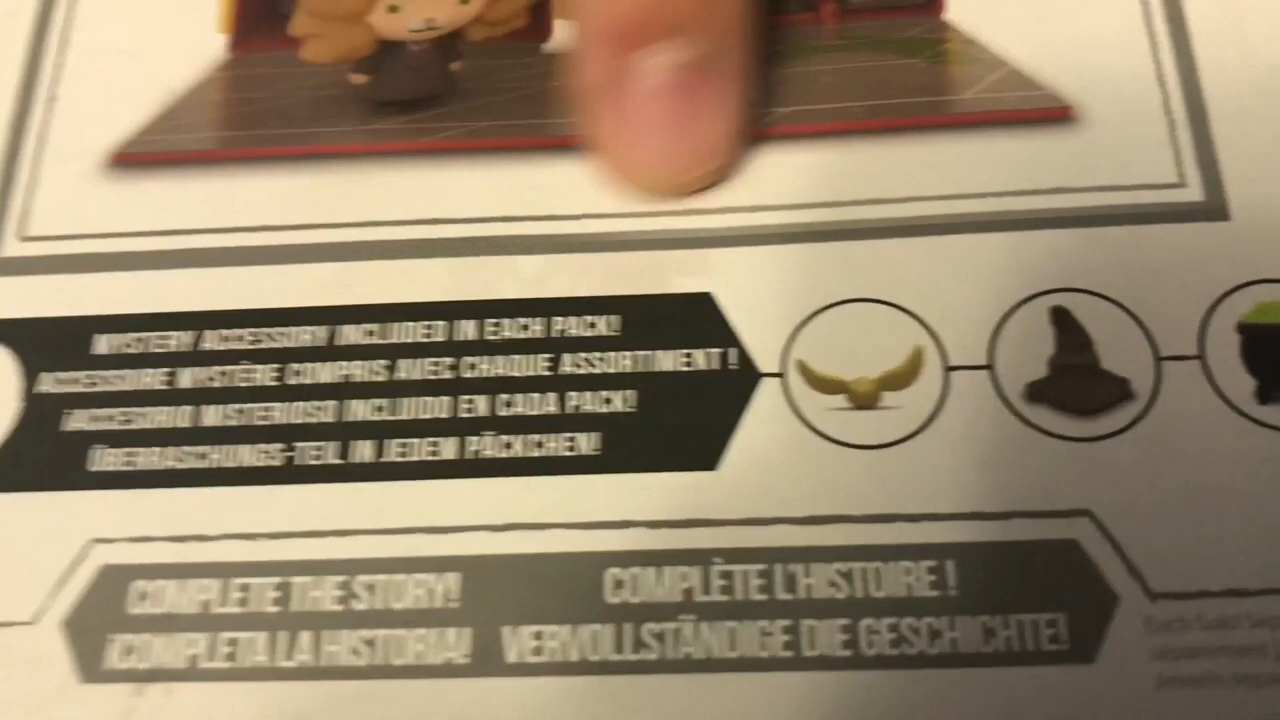 MYSTERY ACCESSORY INCLUDED IN EACH PACK!
ACCESSOIRE MYSTÈRE COMPRIS AVEC CHAQUE ASSORTIMENT !
¡ACCESORIO MISTERIOSO INCLUIDO EN CADA PACK!
ÜBERRASCHUNGS-TEIL IN JEDEM PÄCKCHEN!
COMPLETE THE STORY! COMPLÈTE L'HISTOIRE !
¡COMPLETA LA HISTORIA! VERVOLLSTÄNDIGE DIE GESCHICHTE!
Each